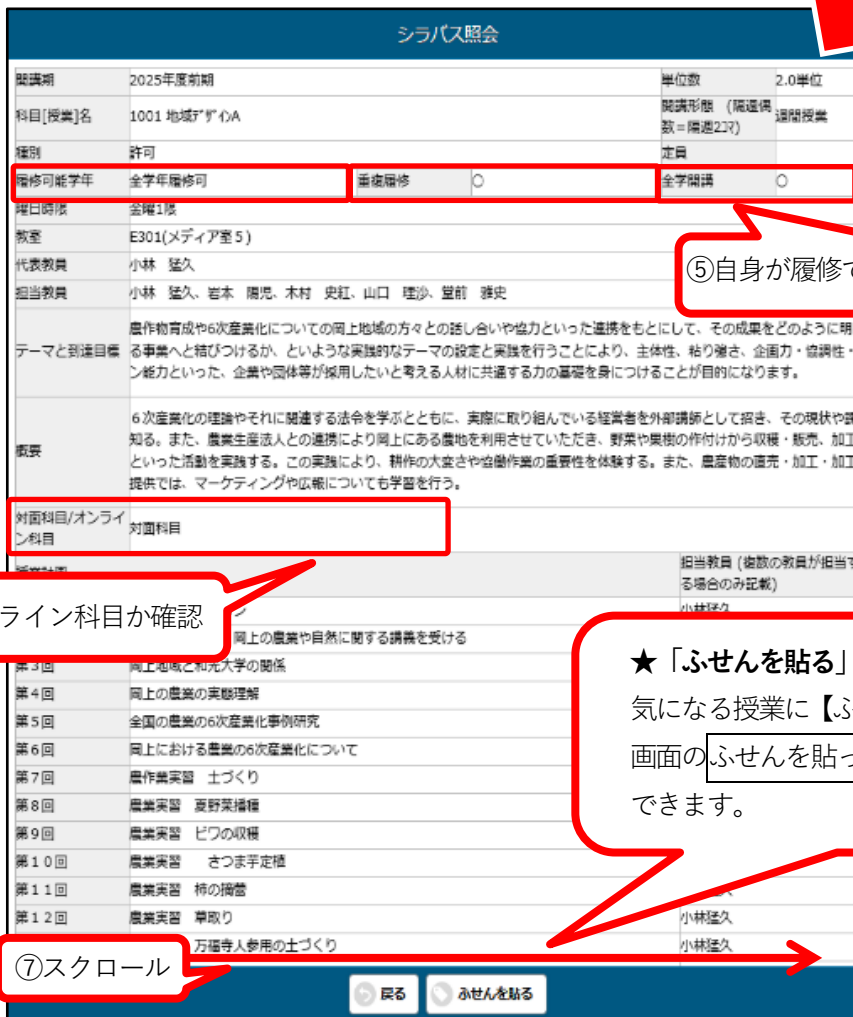 シラバス照会
開講期 2025年度前期 単位数 2.0単位
科目[授業]名 1001 地域ﾃﾞｻﾞｲﾝA 開講形態 (隔週偶数=隔週2ｺﾏ) 週間授業
種別 許可 定員
履修可能学年 全学年履修可 重複履修 ○ 全学開講 ○
曜日時限 金曜1限
教室 E301(メディア室5)
代表教員 小林 猛久
担当教員 小林 猛久、岩本 陽児、木村 史紅、山口 理沙、堂前 雅史
⑤自身が履修で
テーマと到達目標
農作物育成や6次産業化についての岡上地域の方々との話し合いや協力といった連携をもとにして、その成果をどのように明
る事業へと結びつけるか、というような実践的なテーマの設定と実践を行うことにより、主体性、粘り強さ、企画力・協調性・
ン能力といった、企業や団体等が採用したいと考える人材に共通する力の基礎を身につけることが目的になります。
概要
6次産業化の理論やそれに関連する法令を学ぶとともに、実際に取り組んでいる経営者を外部講師として招き、その現状や
知る。また、農業生産法人との連携により岡上にある農地を利用させていただき、野菜や果樹の作付けから収穫・販売、加工
といった活動を実践する。この実践により、耕作の大変さや協働作業の重要性を体験する。また、農産物の直売・加工・加工
提供では、マーケティングや広報についても学習を行う。
対面科目/オンライン科目 対面科目
担当教員 (複数の教員が担当する場合のみ記載)
ライン科目か確認
小林猛久
岡上の農業や自然に関する講義を受ける
第3回 岡上地域と和光大学の関係
第4回 岡上の農業の実態理解
第5回 全国の農業の6次産業化事例研究
第6回 岡上における農業の6次産業化について
第7回 農作業実習 土づくり
第8回 農業実習 夏野菜播種
第9回 農業実習 ビワの収穫
第10回 農業実習 さつま芋定植
第11回 農業実習 柿の摘蕾
第12回 農業実習 草取り 小林猛久
万福寺人参用の土づくり 小林猛久
★「ふせんを貼る」
気になる授業に【ふ
画面のふせんを貼っ
できます。
⑦スクロール
戻る ふせんを貼る